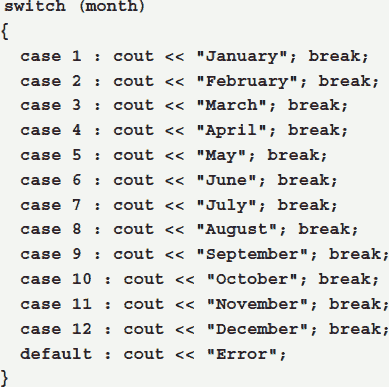 switch (month)
{
case 1 : cout << "January"; break;
case 2 : cout << "February"; break;
case 3 : cout << "March"; break;
case 4 : cout << "April"; break;
case 5 : cout << "May"; break;
case 6 : cout << "June"; break;
case 7 : cout << "July"; break;
case 8 : cout << "August"; break;
case 9 : cout << "September"; break;
case 10 : cout << "October"; break;
case 11 : cout << "November"; break;
case 12 : cout << "December"; break;
default : cout << "Error";
}